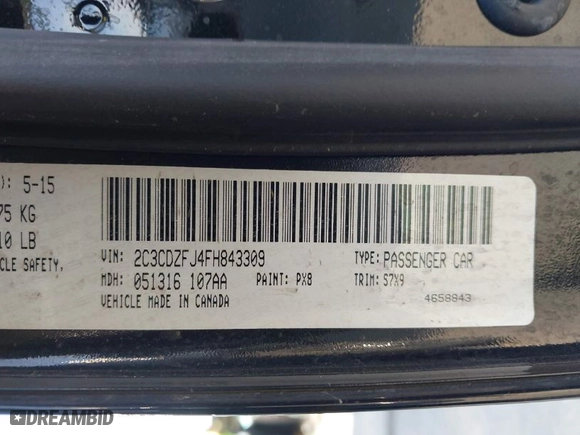 ): 5-15
75 KG
10 LB
CLE SAFETY,
VIN: 2C3CDZFJ4FH843309
TYPE: PASSENGER CAR
MDH: 051316 107AA
PAINT: PX8
TRIM: S7X9
VEHICLE MADE IN CANADA
4658843
DREAMBID